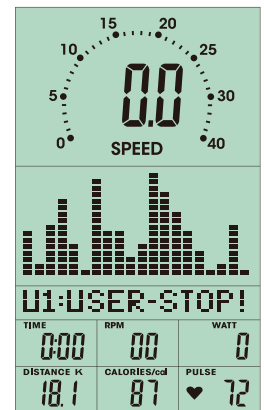 15 20
10 25
5 0.0 30
0 SPEED 40
U1:USER-STOP!
TIME RPM WATT
0:00 00 0
DISTANCE K CALORIES/cal PULSE
18.1 87 72